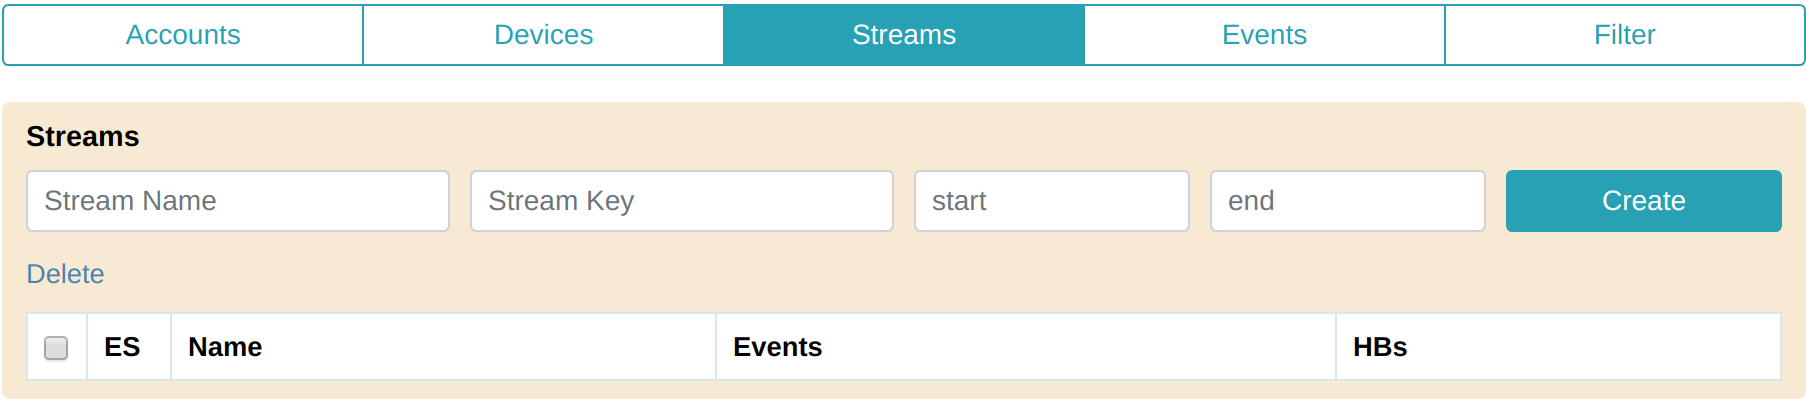 Accounts Devices Streams Events Filter
Streams
Stream Name Stream Key start end Create
Delete
ES Name Events HBs